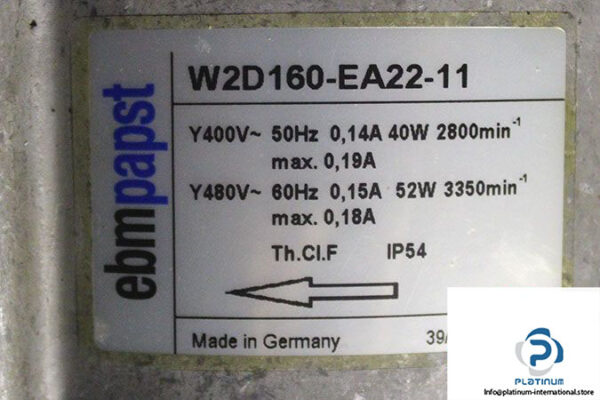 ebmpapst
W2D160-EA22-11
Y400V~ 50Hz 0,14A 40W 2800min⁻¹
max. 0,19A
Y480V~ 60Hz 0,15A 52W 3350min⁻¹
max. 0,18A
Th.Cl.F IP54
Made in Germany 39/
PLATINUM
Info@platinum-international.store